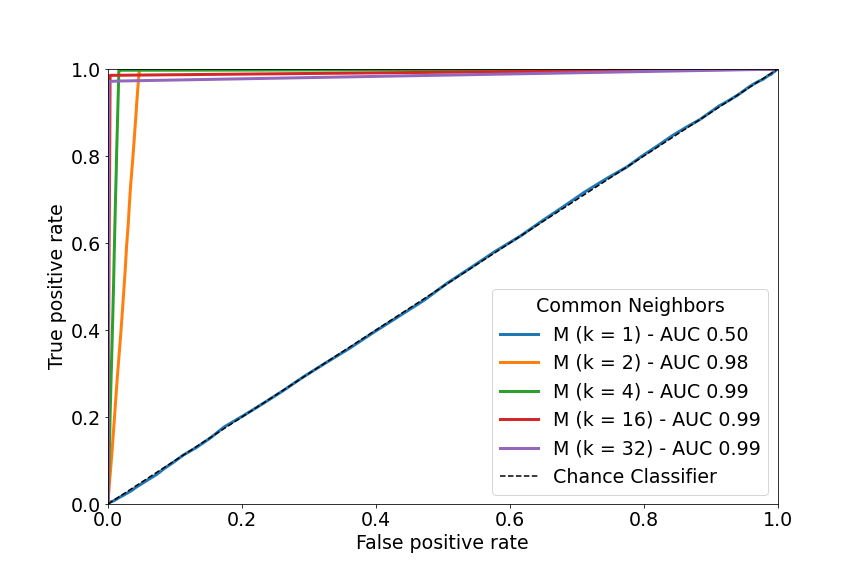 1.0
0.8
0.6
0.4
0.2
0.0
True positive rate
0.0 0.2 0.4 0.6 0.8 1.0
False positive rate
Common Neighbors
M (k = 1) - AUC 0.50
M (k = 2) - AUC 0.98
M (k = 4) - AUC 0.99
M (k = 16) - AUC 0.99
M (k = 32) - AUC 0.99
Chance Classifier